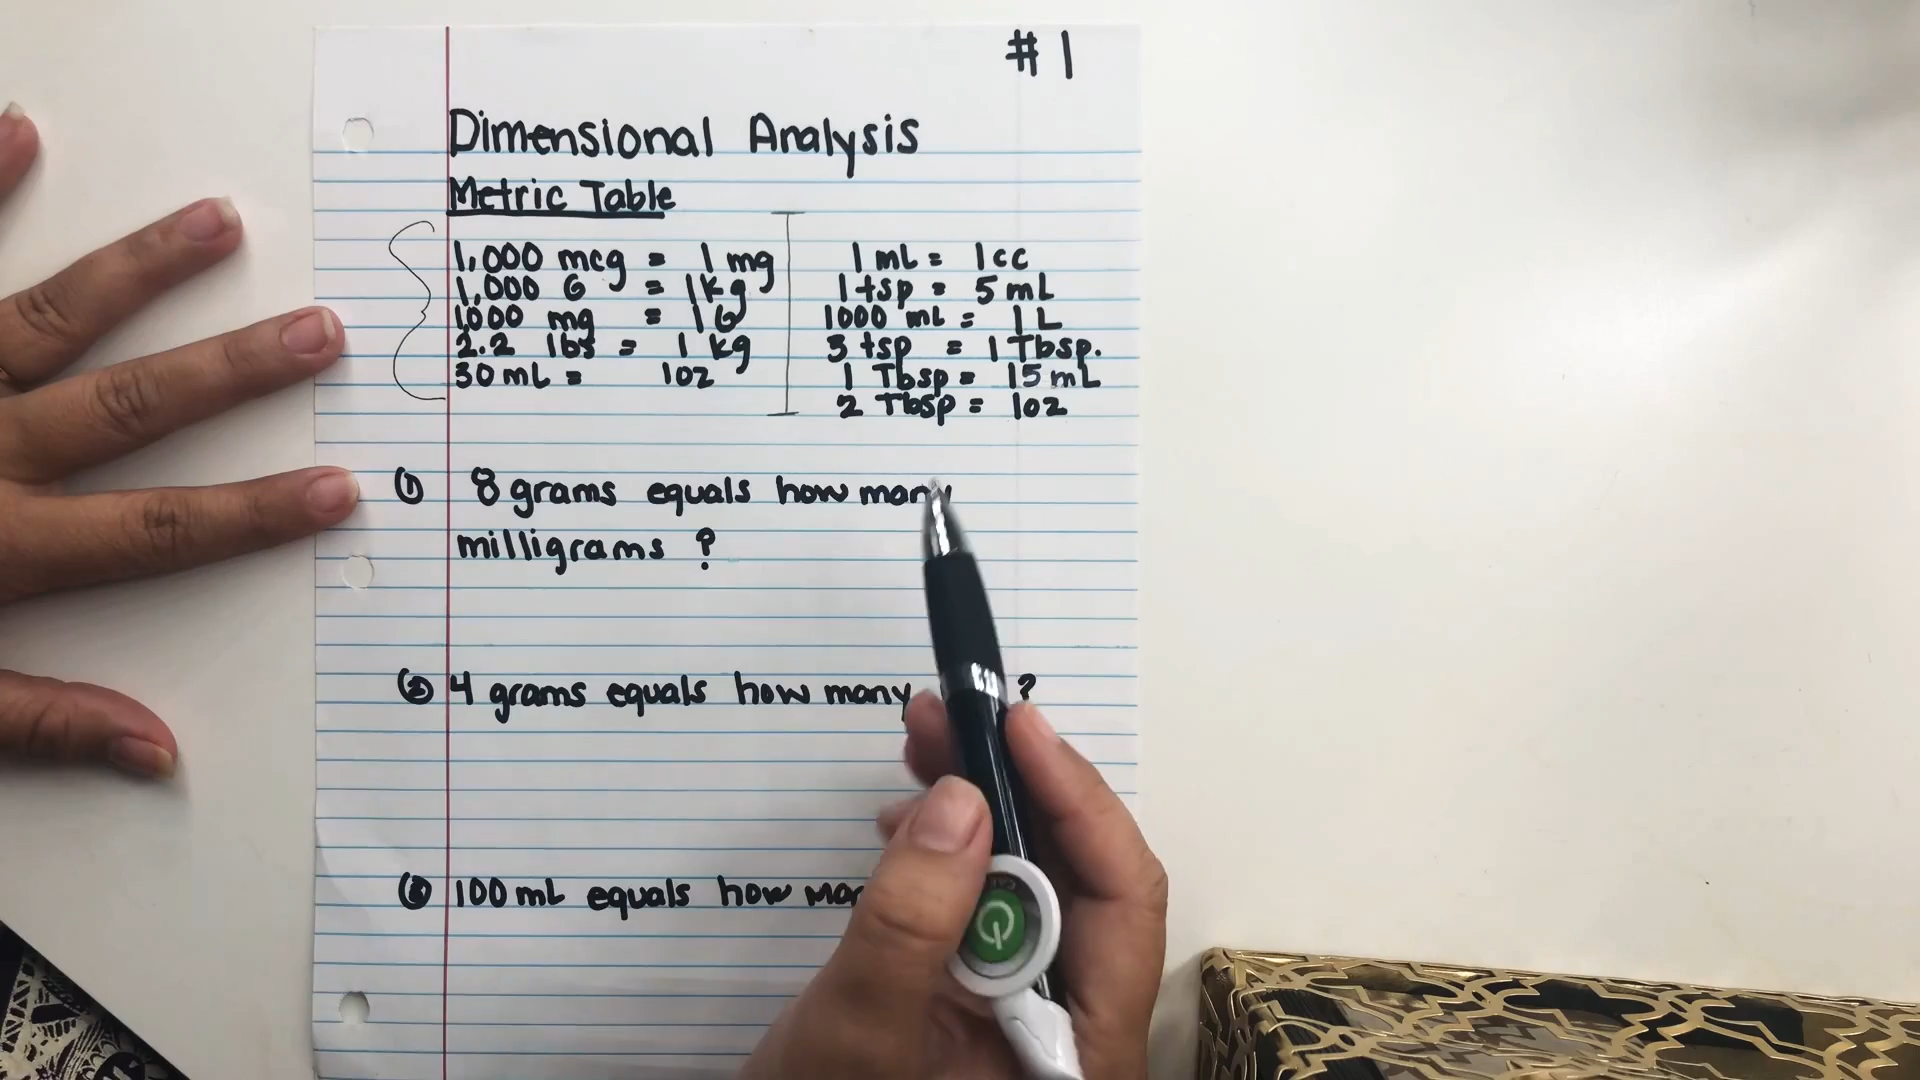 #1
Dimensional Analysis
Metric Table
1,000 mcg = 1 mg
1,000 G = 1kg
1,000 mg = 1G
2.2 lbs = 1 kg
30 mL = 1oz
1 mL = 1cc
1 tsp = 5 mL
1000 mL = 1L
3 tsp = 1 Tbsp.
1 Tbsp = 15 mL
2 Tbsp = 1oz
① 8 grams equals how many
milligrams ?
② 4 grams equals how many ?
③ 100 mL equals how